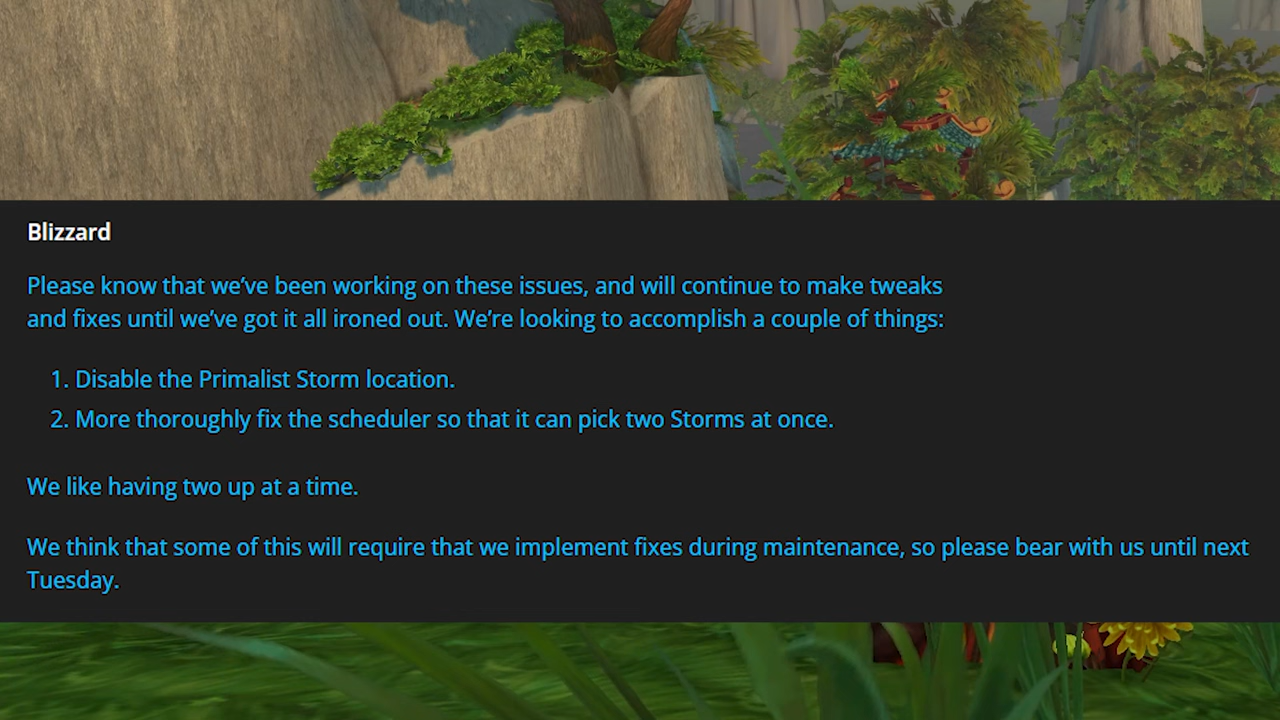 Blizzard
Please know that we’ve been working on these issues, and will continue to make tweaks
and fixes until we’ve got it all ironed out. We’re looking to accomplish a couple of things:
1. Disable the Primalist Storm location.
2. More thoroughly fix the scheduler so that it can pick two Storms at once.
We like having two up at a time.
We think that some of this will require that we implement fixes during maintenance, so please bear with us until next
Tuesday.